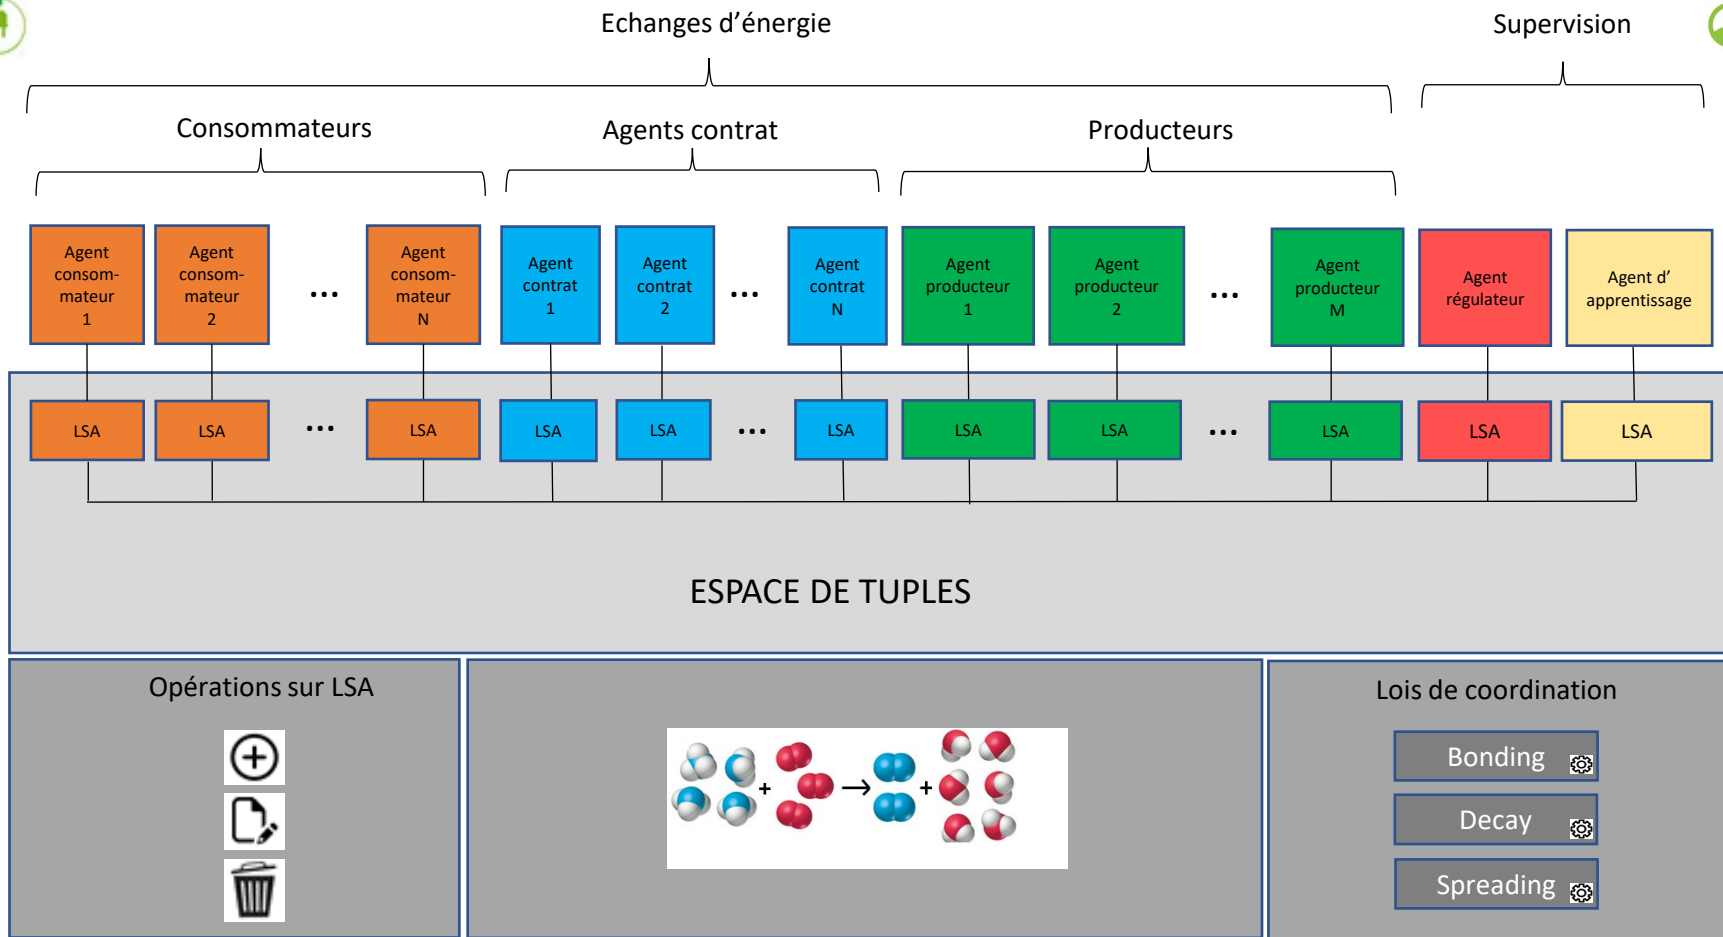 Echanges d’énergie
Supervision
Consommateurs
Agents contrat
Producteurs
Agent
consom-
mateur
1
Agent
consom-
mateur
2
...
Agent
consom-
mateur
N
Agent
contrat
1
Agent
contrat
2
...
Agent
contrat
N
Agent
producteur
1
Agent
producteur
2
...
Agent
producteur
M
Agent
régulateur
Agent d’
apprentissage
LSA
LSA
...
LSA
LSA
LSA
...
LSA
LSA
LSA
...
LSA
LSA
LSA
ESPACE DE TUPLES
Opérations sur LSA
+ → +
Lois de coordination
Bonding
Decay
Spreading